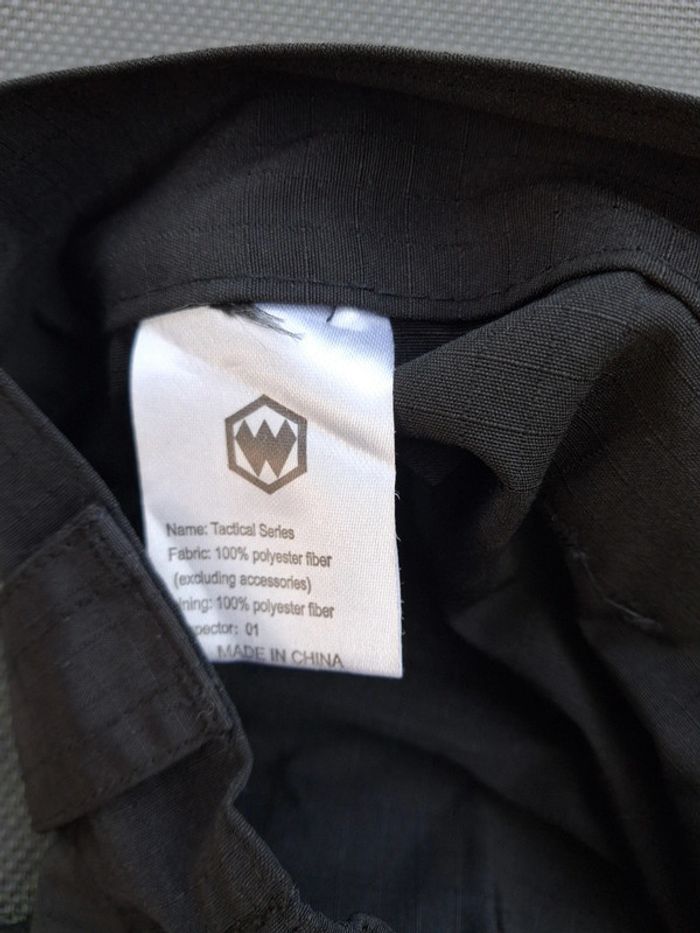 Name: Tactical Series
Fabric: 100% polyester fiber
(excluding accessories)
ining: 100% polyester fiber
pector: 01
MADE IN CHINA